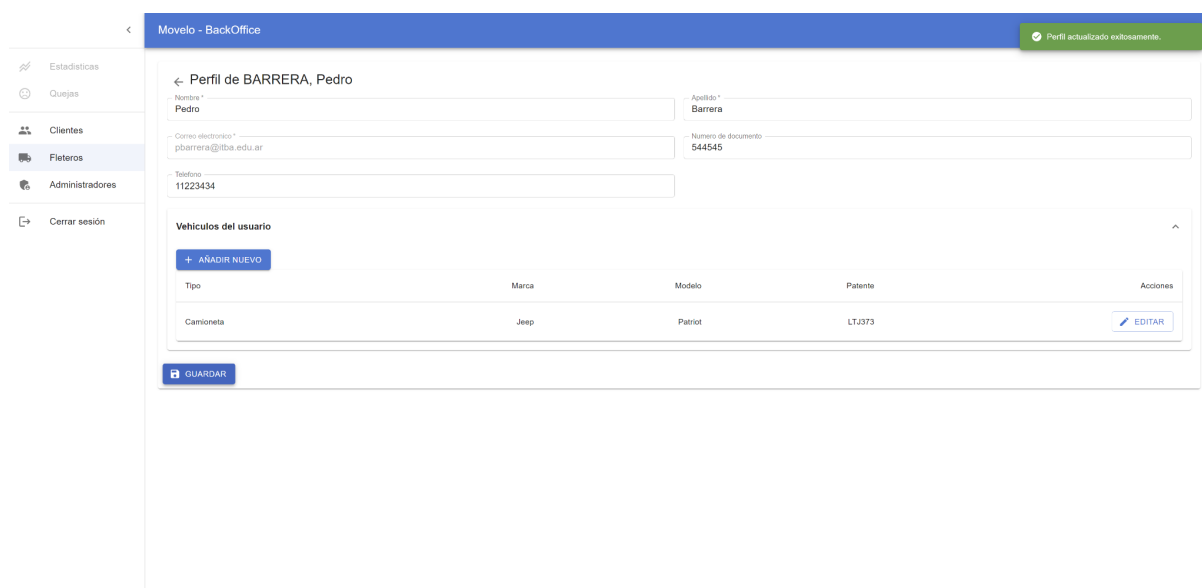 Movelo - BackOffice
Perfil actualizado exitosamente.
Estadisticas
Quejas
Clientes
Fleteros
Administradores
Cerrar sesión
Perfil de BARRERA, Pedro
Nombre *
Pedro
Apellido *
Barrera
Correo electronico *
pbarrera@itba.edu.ar
Numero de documento
544545
Telefono
11223434
Vehiculos del usuario
AÑADIR NUEVO
Tipo Marca Modelo Patente Acciones
Camioneta Jeep Patriot LTJ373 EDITAR
GUARDAR